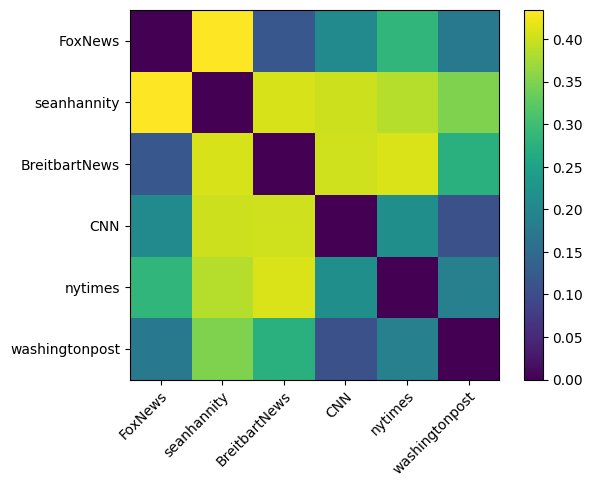 FoxNews
seanhannity
BreitbartNews
CNN
nytimes
washingtonpost
FoxNews
seanhannity
BreitbartNews
CNN
nytimes
washingtonpost
0.40
0.35
0.30
0.25
0.20
0.15
0.10
0.05
0.00